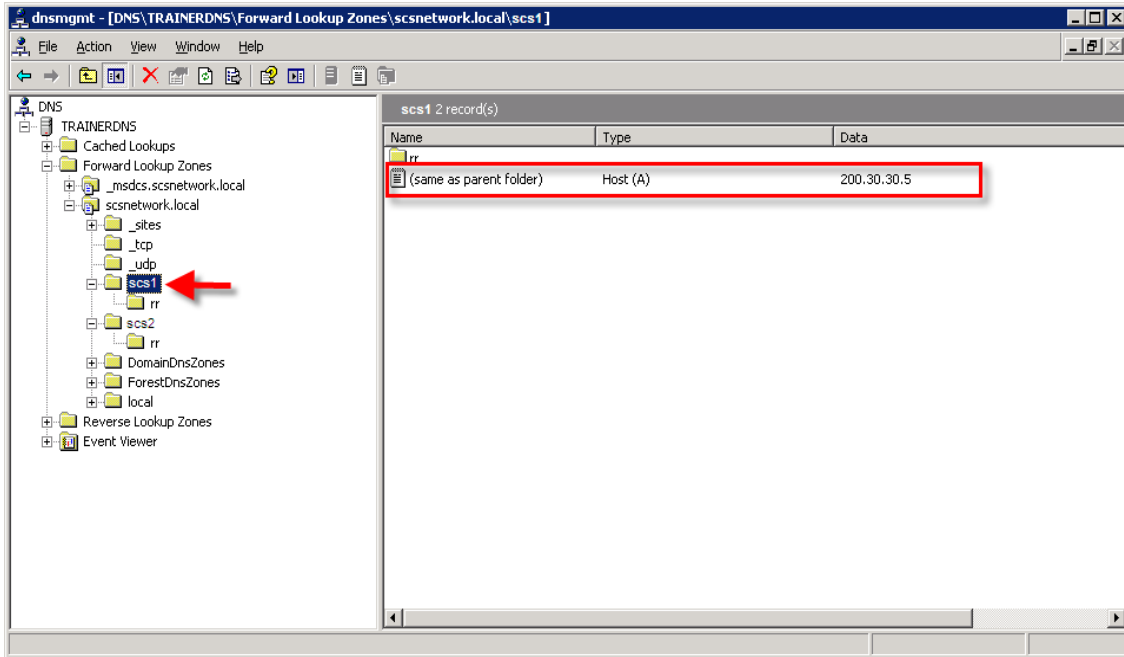 dnsmgmt - [DNS\TRAINERDNS\Forward Lookup Zones\scsnetwork.local\scs1]
File Action View Window Help
DNS
TRAINERDNS
Cached Lookups
Forward Lookup Zones
_msdcs.scsnetwork.local
scsnetwork.local
_sites
_tcp
_udp
scs1
rr
scs2
rr
DomainDnsZones
ForestDnsZones
local
Reverse Lookup Zones
Event Viewer
scs1 2 record(s)
Name Type Data
rr
(same as parent folder) Host (A) 200.30.30.5